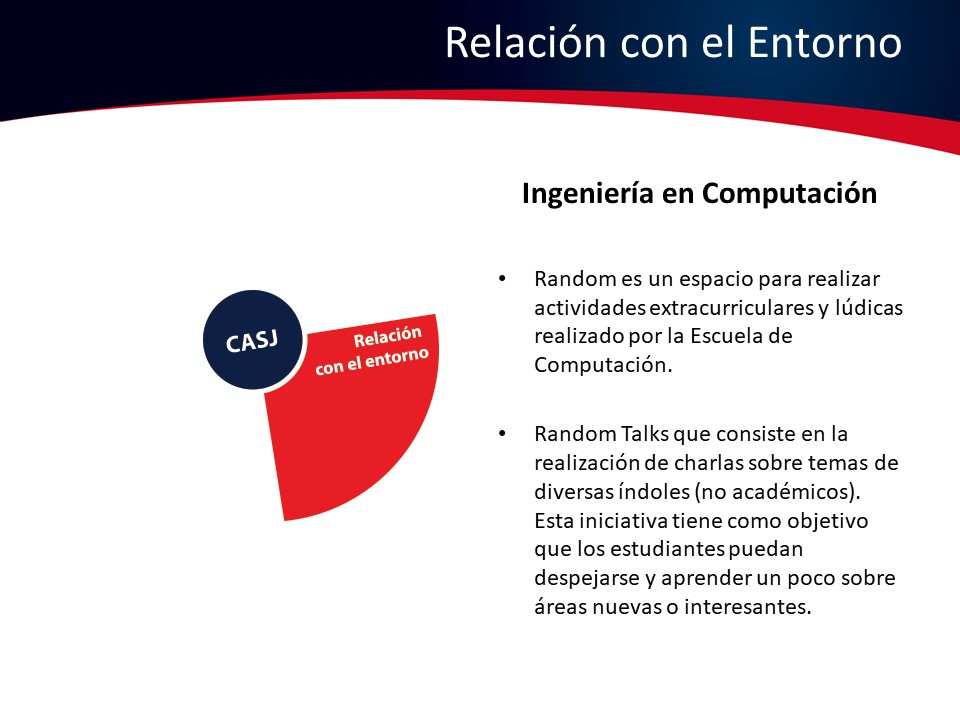 Relación con el Entorno
Ingeniería en Computación
CASJ
Relación
con el entorno
• Random es un espacio para realizar
actividades extracurriculares y lúdicas
realizado por la Escuela de
Computación.
• Random Talks que consiste en la
realización de charlas sobre temas de
diversas índoles (no académicos).
Esta iniciativa tiene como objetivo
que los estudiantes puedan
despejarse y aprender un poco sobre
áreas nuevas o interesantes.